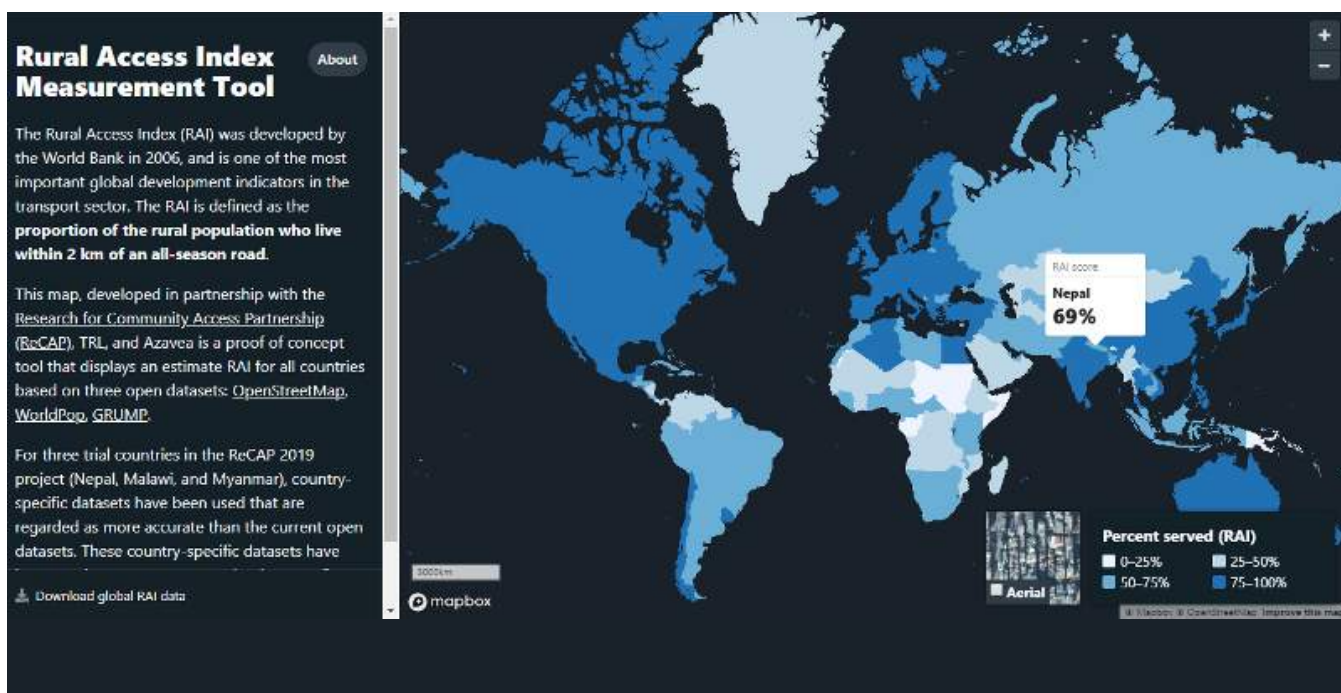 Rural Access Index
Measurement Tool
About
The Rural Access Index (RAI) was developed by
the World Bank in 2006, and is one of the most
important global development indicators in the
transport sector. The RAI is defined as the
proportion of the rural population who live
within 2 km of an all-season road.
This map, developed in partnership with the
Research for Community Access Partnership
(ReCAP), TRL, and Azavea is a proof of concept
tool that displays an estimate RAI for all countries
based on three open datasets: OpenStreetMap,
WorldPop, GRUMP.
For three trial countries in the ReCAP 2019
project (Nepal, Malawi, and Myanmar), country-
specific datasets have been used that are
regarded as more accurate than the current open
datasets. These country-specific datasets have
Download global RAI data
+
−
RAI score
Nepal
69%
3000km
mapbox
Aerial
Percent served (RAI)
0–25%
25–50%
50–75%
75–100%
© Mapbox © OpenStreetMap Improve this map